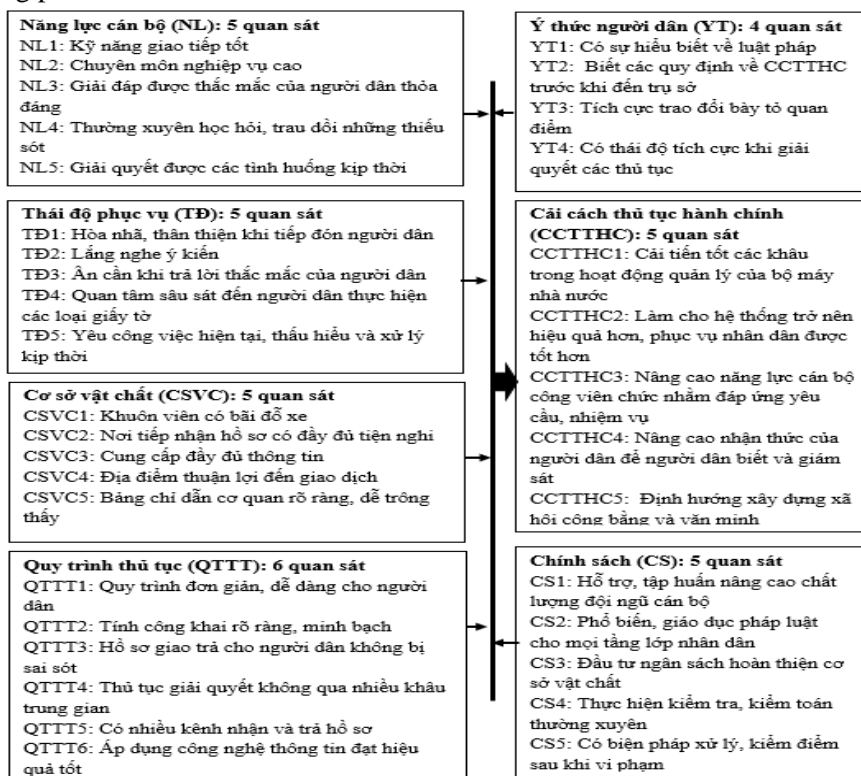 Năng lực cán bộ (NL): 5 quan sát
NL1: Kỹ năng giao tiếp tốt
NL2: Chuyên môn nghiệp vụ cao
NL3: Giải đáp được thắc mắc của người dân thỏa
đáng
NL4: Thường xuyên học hỏi, trau dồi những thiếu
sót
NL5: Giải quyết được các tình huống kịp thời
Thái độ phục vụ (TĐ): 5 quan sát
TĐ1: Hòa nhã, thân thiện khi tiếp đón người dân
TĐ2: Lắng nghe ý kiến
TĐ3: Ân cần khi trả lời thắc mắc của người dân
TĐ4: Quan tâm sâu sát đến người dân thực hiện
các loại giấy tờ
TĐ5: Yêu công việc hiện tại, thấu hiểu và xử lý
kịp thời
Cơ sở vật chất (CSVC): 5 quan sát
CSVC1: Khuôn viên có bãi đỗ xe
CSVC2: Nơi tiếp nhận hồ sơ có đầy đủ tiện nghi
CSVC3: Cung cấp đầy đủ thông tin
CSVC4: Địa điểm thuận lợi đến giao dịch
CSVC5: Bảng chỉ dẫn cơ quan rõ ràng, dễ trông
thấy
Quy trình thủ tục (QTTT): 6 quan sát
QTTT1: Quy trình đơn giản, dễ dàng cho người
dân
QTTT2: Tính công khai rõ ràng, minh bạch
QTTT3: Hồ sơ giao trả cho người dân không bị
sai sót
QTTT4: Thủ tục giải quyết không qua nhiều khâu
trung gian
QTTT5: Có nhiều kênh nhận và trả hồ sơ
QTTT6: Áp dụng công nghệ thông tin đạt hiệu
quả tốt
Ý thức người dân (YT): 4 quan sát
YT1: Có sự hiểu biết về luật pháp
YT2: Biết các quy định về CCTTHC
trước khi đến trụ sở
YT3: Tích cực trao đổi bày tỏ quan
điểm
YT4: Có thái độ tích cực khi giải
quyết các thủ tục
Cải cách thủ tục hành chính
(CCTTHC): 5 quan sát
CCTTHC1: Cải tiến tốt các khâu
trong hoạt động quản lý của bộ máy
nhà nước
CCTTHC2: Làm cho hệ thống trở nên
hiệu quả hơn, phục vụ nhân dân được
tốt hơn
CCTTHC3: Nâng cao năng lực cán bộ
công viên chức nhằm đáp ứng yêu
cầu, nhiệm vụ
CCTTHC4: Nâng cao nhận thức của
người dân để người dân biết và giám
sát
CCTTHC5: Định hướng xây dựng xã
hội công bằng và văn minh
Chính sách (CS): 5 quan sát
CS1: Hỗ trợ, tập huấn nâng cao chất
lượng đội ngũ cán bộ
CS2: Phổ biến, giáo dục pháp luật
cho mọi tầng lớp nhân dân
CS3: Đầu tư ngân sách hoàn thiện cơ
sở vật chất
CS4: Thực hiện kiểm tra, kiểm toán
thường xuyên
CS5: Có biện pháp xử lý, kiểm điểm
sau khi vi phạm